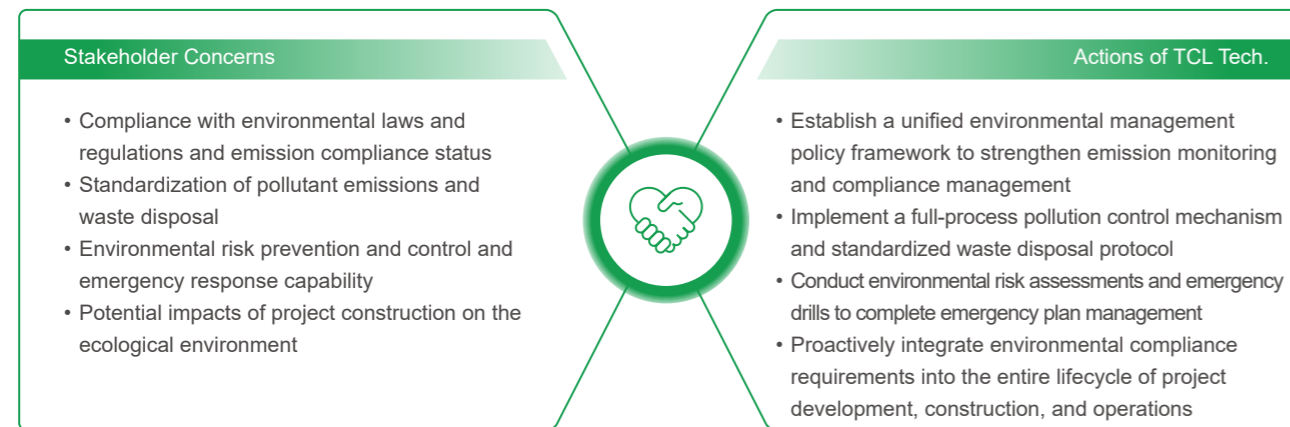 Stakeholder Concerns
• Compliance with environmental laws and
regulations and emission compliance status
• Standardization of pollutant emissions and
waste disposal
• Environmental risk prevention and control and
emergency response capability
• Potential impacts of project construction on the
ecological environment
Actions of TCL Tech.
• Establish a unified environmental management
policy framework to strengthen emission monitoring
and compliance management
• Implement a full-process pollution control mechanism
and standardized waste disposal protocol
• Conduct environmental risk assessments and emergency
drills to complete emergency plan management
• Proactively integrate environmental compliance
requirements into the entire lifecycle of project
development, construction, and operations